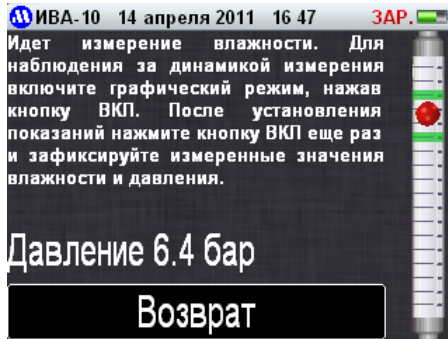 ИВА-10 14 апреля 2011 16 47 ЗАР.
Идет измерение влажности. Для
наблюдения за динамикой измерения
включите графический режим, нажав
кнопку ВКЛ. После установления
показаний нажмите кнопку ВКЛ еще раз
и зафиксируйте измеренные значения
влажности и давления.
Давление 6.4 бар
Возврат